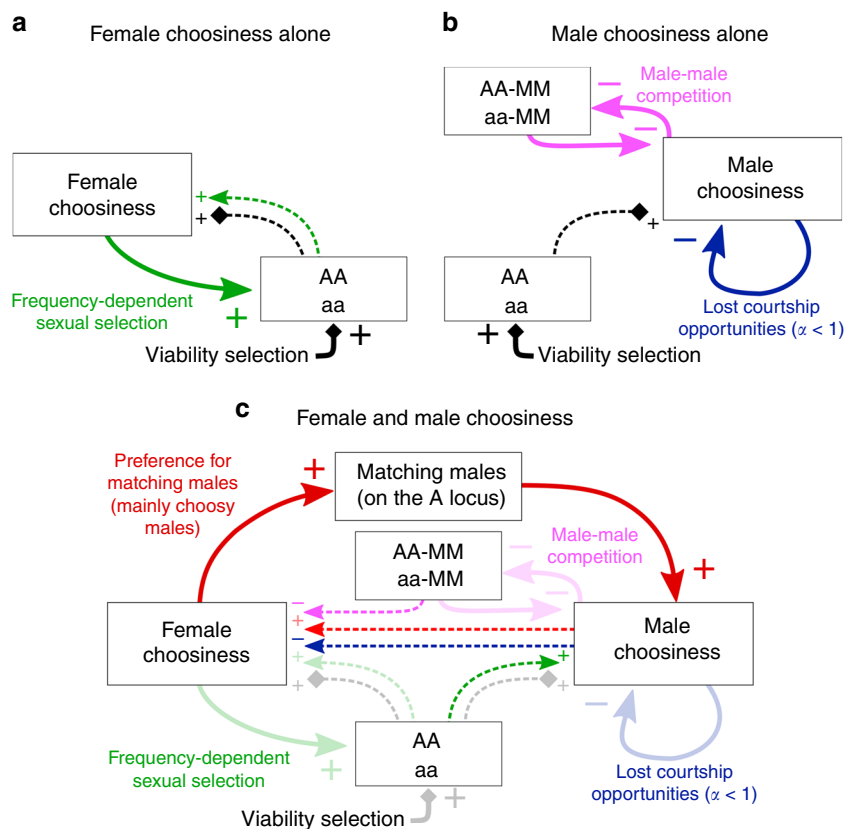 a
Female choosiness alone
Female
choosiness
+
+
AA
aa
Frequency-dependent
sexual selection
+
+
Viability selection
b
Male choosiness alone
AA-MM
aa-MM
−
Male-male
competition
−
Male
choosiness
+
−
AA
aa
Lost courtship
opportunities (α < 1)
+
Viability selection
c
Female and male choosiness
Preference for
matching males
(mainly choosy
males)
+
Matching males
(on the A locus)
+
AA-MM
aa-MM
−
Male-male
competition
−
Female
choosiness
−
+
−
+
+
Male
choosiness
+
+
−
AA
aa
Frequency-dependent
sexual selection
+
+
Viability selection
Lost courtship
opportunities (α < 1)